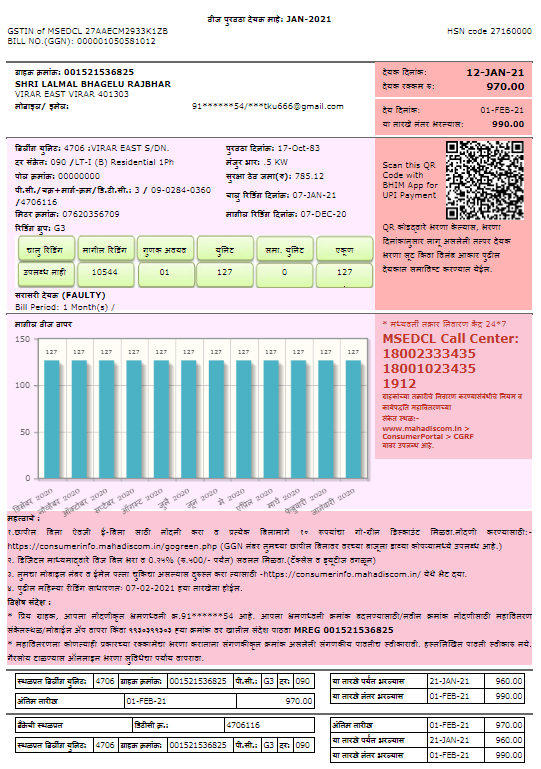 वीज पुरवठा देयक माहे: JAN-2021
GSTIN of MSEDCL 27AAECM2933K1ZB
HSN code 27160000
BILL NO.(GGN): 000001050581012
ग्राहक क्रमांक: 001521536825
SHRI LALMAL BHAGELU RAJBHAR
VIRAR EAST VIRAR 401303
मोबाइल/ इमेल: 91******54/***tku666@gmail.com
देयक दिनांक: 12-JAN-21
देयक रक्कम रु: 970.00
देय दिनांक: 01-FEB-21
या तारखे नंतर भरल्यास: 990.00
बिलींग युनिट: 4706 :VIRAR EAST S/DN.
दर संकेत: 090 /LT-I (B) Residential 1Ph
पोल क्रमांक: 00000000
पी.सी./चक्र+मार्ग-क्रम/डि.टी.सी.: 3 / 09-0284-0360
/4706116
मिटर क्रमांक: 07620356709
रिडिंग ग्रुप: G3
पुरवठा दिनांक: 17-Oct-83
मंजुर भार: .5 KW
सुरक्षा ठेव जमा(रु): 785.12
चालु रिडिंग दिनांक: 07-JAN-21
मागील रिडिंग दिनांक: 07-DEC-20
Scan this QR
Code with
BHIM App for
UPI Payment
QR कोडद्वारे भरणा केल्यास, भरणा
दिनांकानुसार लागू असलेली तत्पर देयक
भरणा सूट किंवा विलंब आकार पुढील
देयकात समाविष्ट करण्यात येईल.
चालु रिडिंग मागील रिडिंग गुणक अवयव युनिट समा. युनिट एकूण
उपलब्ध नाही 10544 01 127 0 127
सरासरी देयक (FAULTY)
Bill Period: 1 Month(s) /
मागील वीज वापर
150
100
50
0
127 127 127 127 127 127 127 127 127 127 127 127
डिसेंबर 2020 नोव्हेंबर 2020 ऑक्टोबर 2020 सप्टेंबर 2020 ऑगस्ट 2020 जुलै 2020 जून 2020 मे 2020 एप्रिल 2020 मार्च 2020 फेब्रुवारी 2020 जानेवारी 2020
* मध्यवर्ती तक्रार निवारण केंद्र 24*7
MSEDCL Call Center:
18002333435
18001023435
1912
ग्राहकांच्या तक्रारींचे निवारण करण्यासंबंधीचे नियम व
कार्यपद्धति महावितरणच्या
संकेत स्थळ:-
www.mahadiscom.in >
ConsumerPortal > CGRF
यावर उपलब्ध आहे.
महत्वाचे :
१.छापील बिला ऐवजी ई-बिला साठी नोंदणी करा व प्रत्येक बिलामागे १० रुपयांचा गो-ग्रीन डिस्काउंट मिळवा.नोंदणी करण्यासाठी:-
https://consumerinfo.mahadiscom.in/gogreen.php (GGN नंबर तुमच्या छापील बिलावर वरच्या बाजूला डाव्या कोपऱ्यामध्ये उपलब्ध आहे.)
२. डिजिटल माध्यमाद्वारे वीज बिल भरा व 0.२५% (रु.५००/- पर्यंत) सवलत मिळवा.(टॅक्सेस व ड्यूटीज वगळून)
३. तुमचा मोबाइल नंबर व ईमेल पत्ता चुकिचा असल्यास दुरुस्त करा त्यासाठी -https://consumerinfo.mahadiscom.in/ येथे भेट द्या.
४. पुढील महिन्या रीडिंग साधारणतः 07-02-2021 ह्या तारखेला होईल.
विशेष संदेश :
* प्रिय ग्राहक, आपला नोंदणीकृत भ्रमणध्वनी क्र.91******54 आहे. आपला भ्रमणध्वनी क्रमांक बदलण्यासाठी/नवीन क्रमांक नोंदणीसाठी महावितरण
संकेतस्थळ/मोबाईल ॲप वापरा किंवा ९९३०३९९३०३ हया क्रमांक वर खालील संदेश पाठवा MREG 001521536825
* महावितरणला कोणत्याही प्रकारच्या रक्कमेचा भरणा करताना संगणकीकृत क्रमांक असलेली संगणकीय पावतीच स्वीकारावी. हस्तलिखित पावती स्वीकारू नये.
गैरसोय टाळण्यास ऑनलाइन भरणा सुविधेचा पर्याय वापरावा.
स्थळप्रत बिलींग युनिट: 4706 ग्राहक क्रमांक: 001521536825 पी.सी.: G3 दर: 090
अंतिम तारीख 01-FEB-21 970.00
या तारखे पर्यंत भरल्यास 21-JAN-21 960.00
या तारखे नंतर भरल्यास 01-FEB-21 990.00
बँकेची स्थळप्रत डिटीसी क्र.: 4706116
स्थळप्रत बिलींग युनिट: 4706 ग्राहक क्रमांक: 001521536825 पी.सी.: G3 दर: 090
अंतिम तारीख 01-FEB-21 970.00
या तारखे पर्यंत भरल्यास 21-JAN-21 960.00
या तारखे नंतर भरल्यास 01-FEB-21 990.00